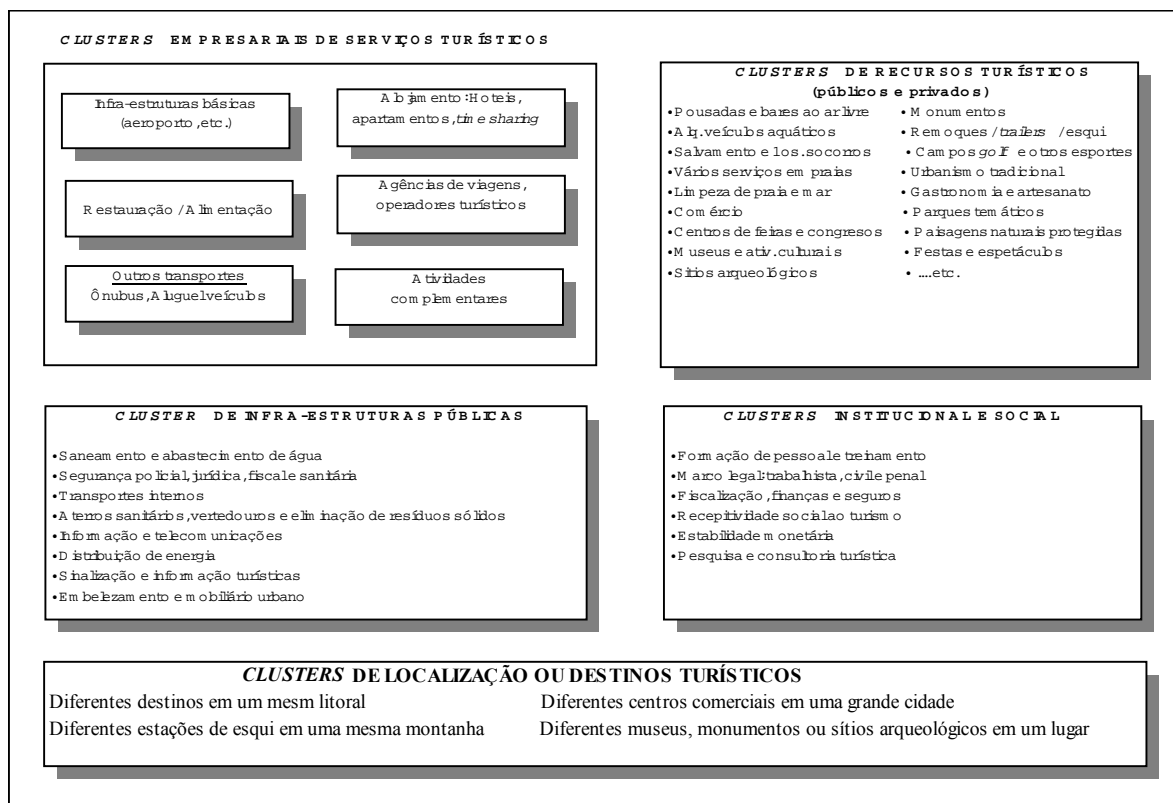 CLUSTERS EMPRESARIAIS DE SERVIÇOS TURÍSTICOS
Infra-estruturas básicas
(aeroporto, etc.)
Alojamento: Hoteis,
apartamentos, time sharing
Restauração / Alimentação
Agências de viagens,
operadores turísticos
Outros transportes
Ônubus, Aluguel veículos
Atividades
complementares
CLUSTERS DE RECURSOS TURÍSTICOS
(públicos e privados)
•Pousadas e bares ao ar livre
•Alq. veículos aquáticos
•Salvamento e los. socorros
•Vários serviços em praias
•Limpeza de praia e mar
•Comércio
•Centros de feiras e congresos
•Museus e ativ. culturais
•Sítios arqueológicos
•Monumentos
•Remoques / trailers / esqui
•Campos golf e otros esportes
•Urbanismo tradicional
•Gastronomia e artesanato
•Parques temáticos
•Paisagens naturais protegidas
•Festas e espetáculos
•....etc.
CLUSTER DE INFRA-ESTRUTURAS PÚBLICAS
•Saneamento e abastecimento de água
•Segurança policial, jurídica, fiscal e sanitária
•Transportes internos
•Aterros sanitários, vertedouros e eliminação de resíduos sólidos
•Informação e telecomunicações
•Distribuição de energia
•Sinalização e informação turísticas
•Embelezamento e mobiliário urbano
CLUSTERS INSTITUCIONAL E SOCIAL
•Formação de pessoal e treinamento
•Marco legal: trabalhista, civil e penal
•Fiscalização, finanças e seguros
•Recepitividade social ao turismo
•Estabilidade monetária
•Pesquisa e consultoria turística
CLUSTERS DE LOCALIZAÇÃO OU DESTINOS TURÍSTICOS
Diferentes destinos em um mesm litoral
Diferentes centros comerciais em uma grande cidade
Diferentes estações de esqui em uma mesma montanha
Diferentes museus, monumentos ou sítios arqueológicos em um lugar